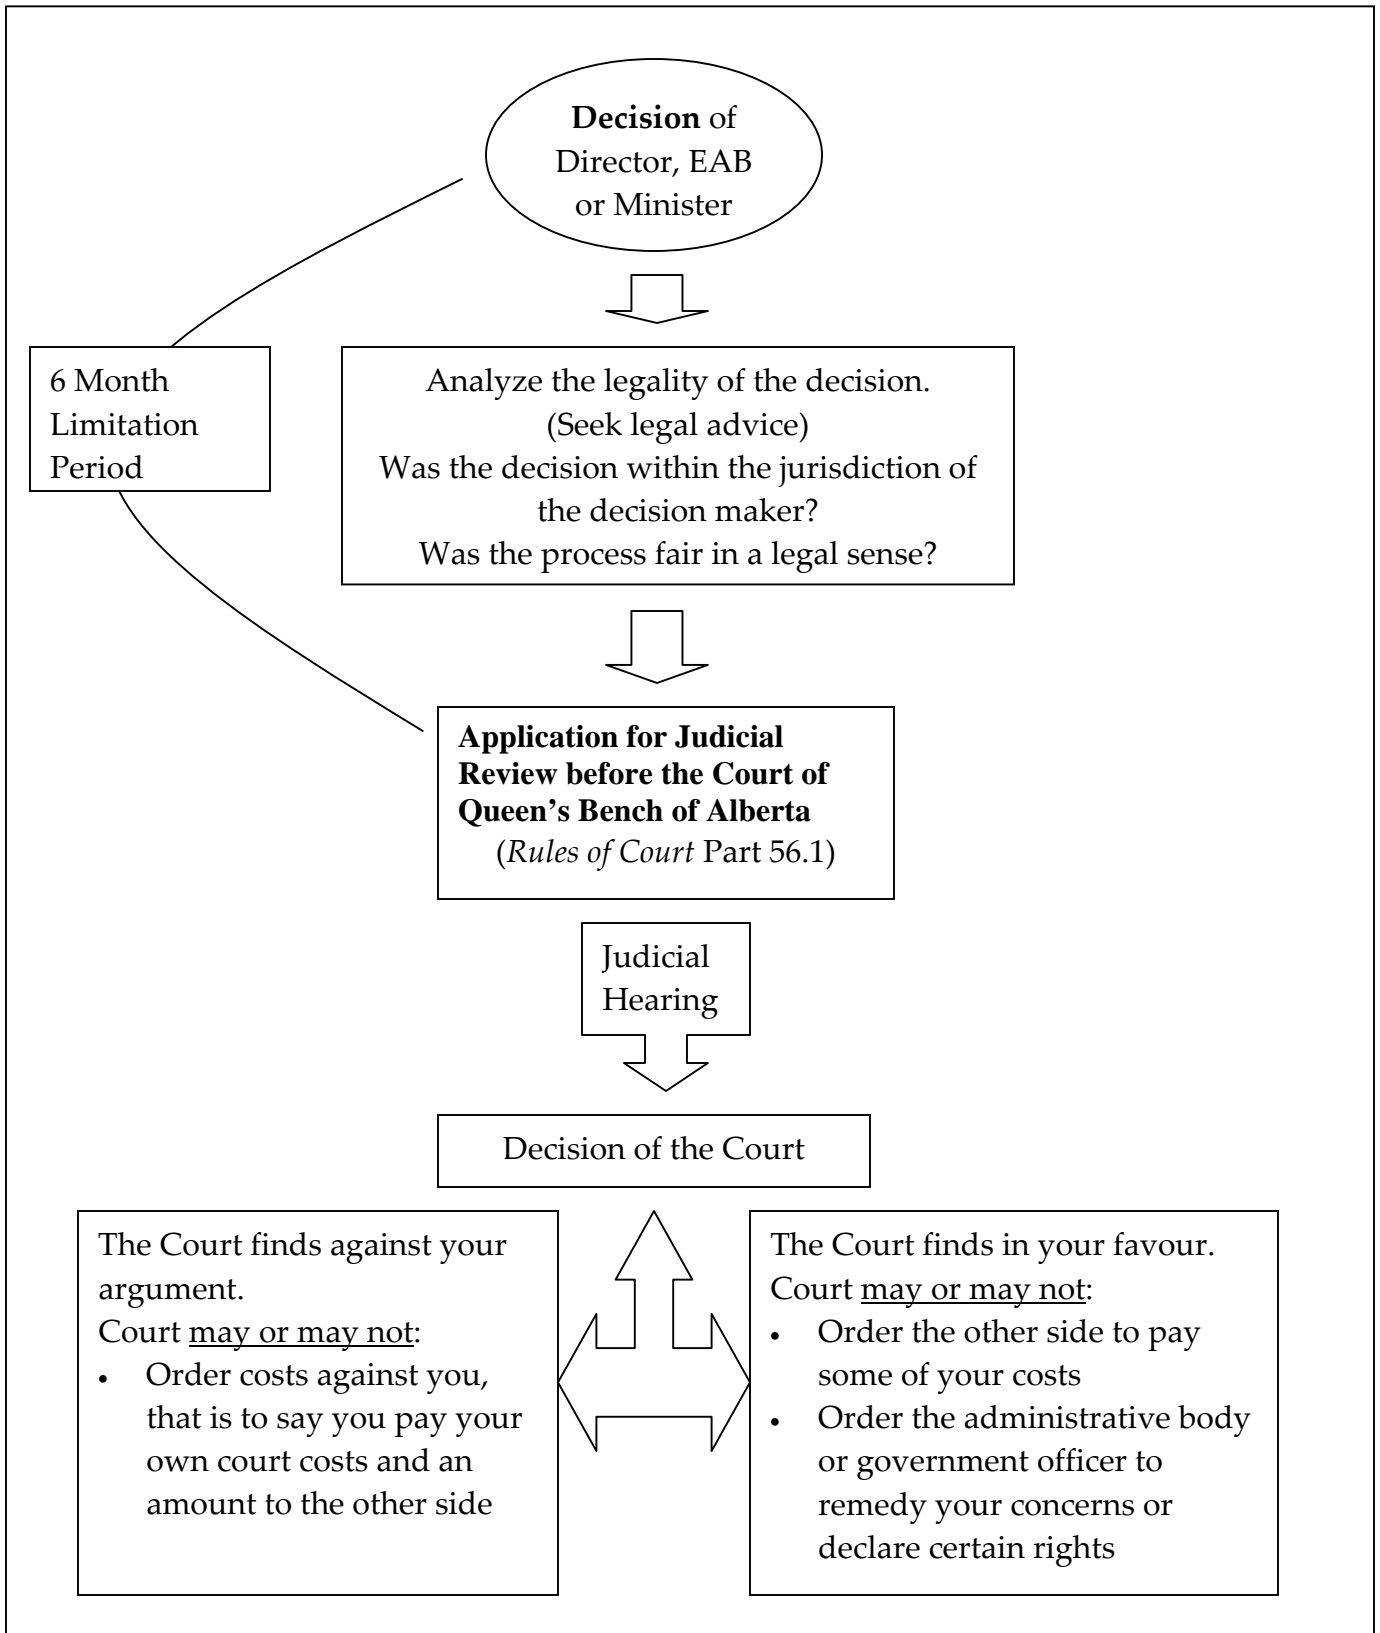 Decision of
Director, EAB
or Minister
6 Month
Limitation
Period
Analyze the legality of the decision.
(Seek legal advice)
Was the decision within the jurisdiction of
the decision maker?
Was the process fair in a legal sense?
Application for Judicial
Review before the Court of
Queen’s Bench of Alberta
(Rules of Court Part 56.1)
Judicial
Hearing
Decision of the Court
The Court finds against your
argument.
Court may or may not:
• Order costs against you,
that is to say you pay your
own court costs and an
amount to the other side
The Court finds in your favour.
Court may or may not:
• Order the other side to pay
some of your costs
• Order the administrative body
or government officer to
remedy your concerns or
declare certain rights